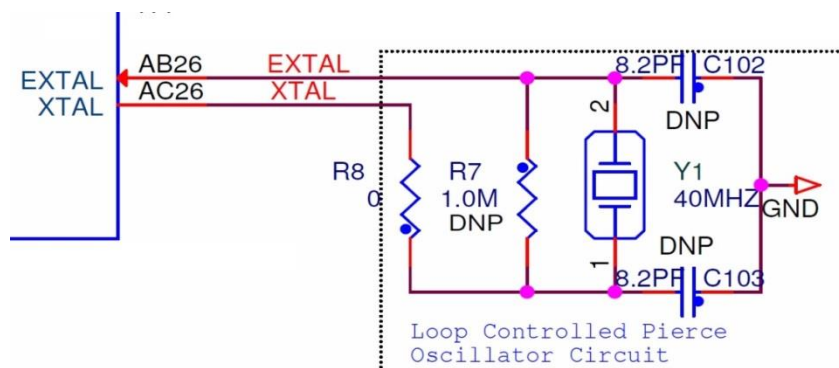 AB26
EXTAL
8.2PF
C102
EXTAL
AC26
XTAL
XTAL
2
DNP
R8
R7
Y1
0
1.0M
40MHZ
GND
DNP
DNP
1
8.2PF
C103
Loop Controlled Pierce
Oscillator Circuit